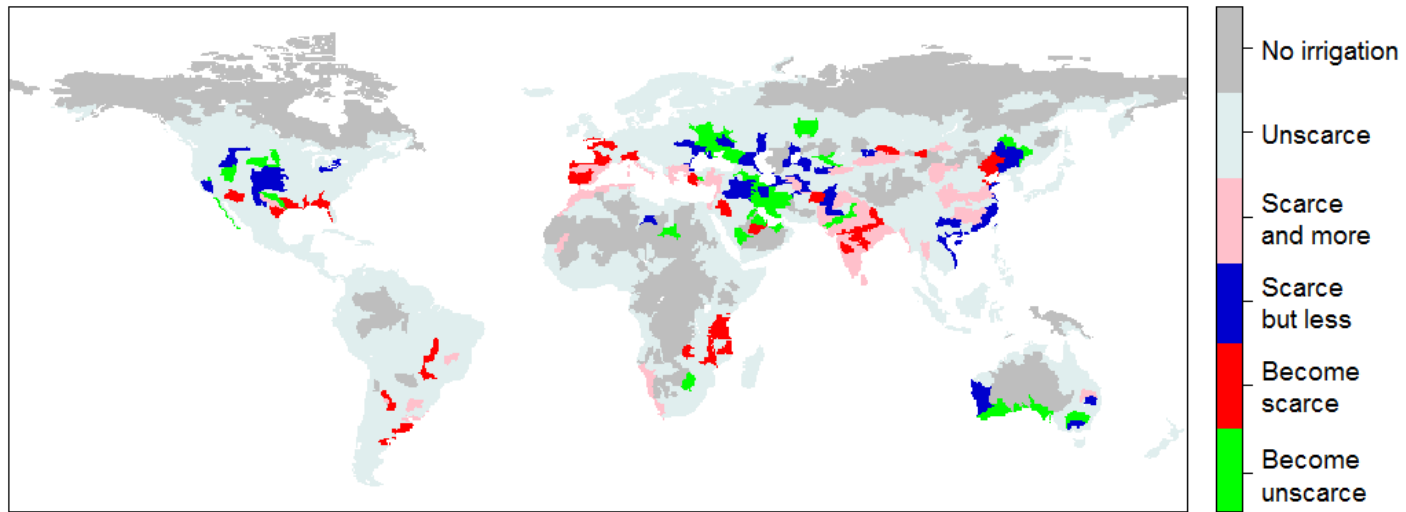 No irrigation
Unscarce
Scarce
and more
Scarce
but less
Become
scarce
Become
unscarce